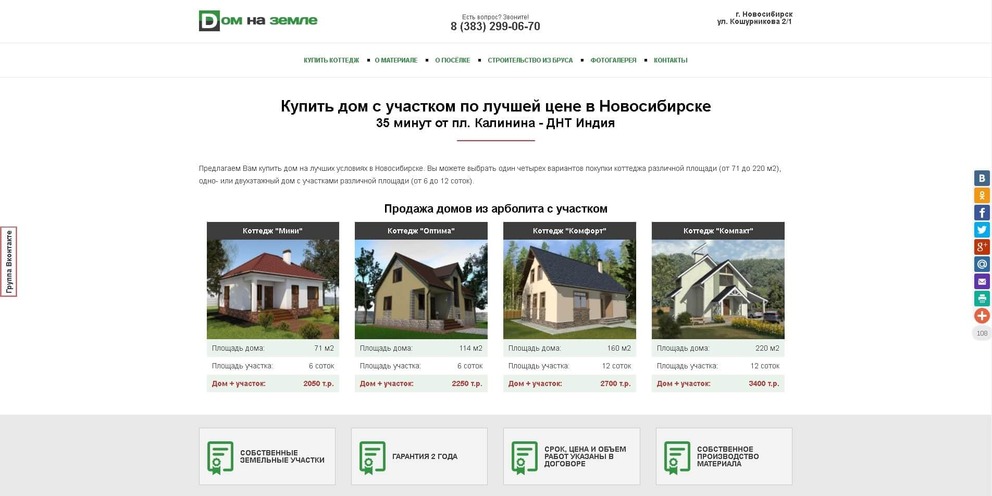 Дом на земле
Есть вопрос? Звоните!
8 (383) 299-06-70
г. Новосибирск
ул. Кошурникова 2/1
КУПИТЬ КОТТЕДЖ
О МАТЕРИАЛЕ
О ПОСЁЛКЕ
СТРОИТЕЛЬСТВО ИЗ БРУСА
ФОТОГАЛЕРЕЯ
КОНТАКТЫ
Купить дом с участком по лучшей цене в Новосибирске
35 минут от пл. Калинина - ДНТ Индия
Предлагаем Вам купить дом на лучших условиях в Новосибирске. Вы можете выбрать один четырех вариантов покупки коттеджа различной площади (от 71 до 220 м2),
одно- или двухэтажный дом с участками различной площади (от 6 до 12 соток).
Группа Вконтакте
Продажа домов из арболита с участком
Коттедж "Мини"
Площадь дома: 71 м2
Площадь участка: 6 соток
Дом + участок: 2050 т.р.
Коттедж "Оптима"
Площадь дома: 114 м2
Площадь участка: 6 соток
Дом + участок: 2250 т.р.
Коттедж "Комфорт"
Площадь дома: 160 м2
Площадь участка: 12 соток
Дом + участок: 2700 т.р.
Коттедж "Компакт"
Площадь дома: 220 м2
Площадь участка: 12 соток
Дом + участок: 3400 т.р.
108
СОБСТВЕННЫЕ
ЗЕМЕЛЬНЫЕ УЧАСТКИ
ГАРАНТИЯ 2 ГОДА
СРОК, ЦЕНА И ОБЪЕМ
РАБОТ УКАЗАНЫ В
ДОГОВОРЕ
СОБСТВЕННОЕ
ПРОИЗВОДСТВО
МАТЕРИАЛА